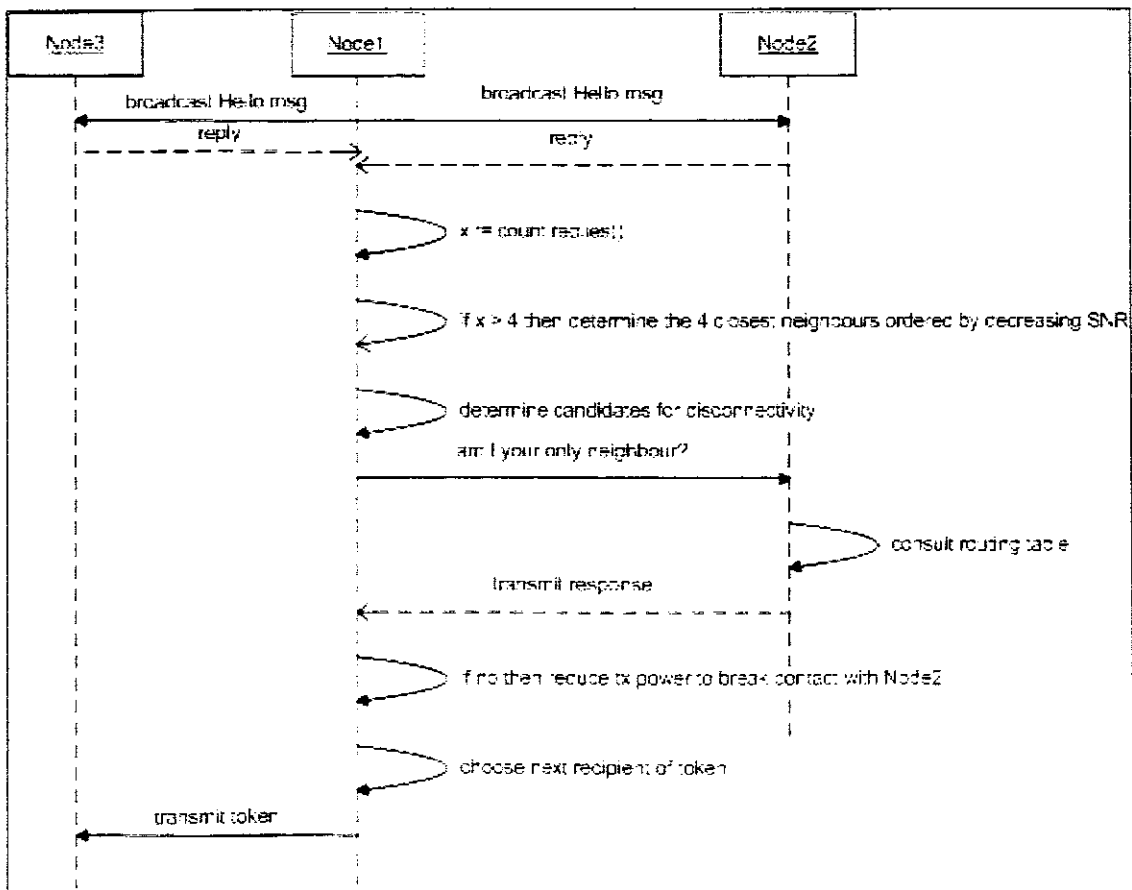 Node3
Node1
Node2
broadcast Hello msg
broadcast Hello msg
reply
reply
x := count replies()
if x > 4 then determine the 4 closest neighbours ordered by decreasing SNR
determine candidates for disconnectivity
am I your only neighbour?
consult routing table
transmit response
if no then reduce tx power to break contact with Node2
choose next recipient of token
transmit token